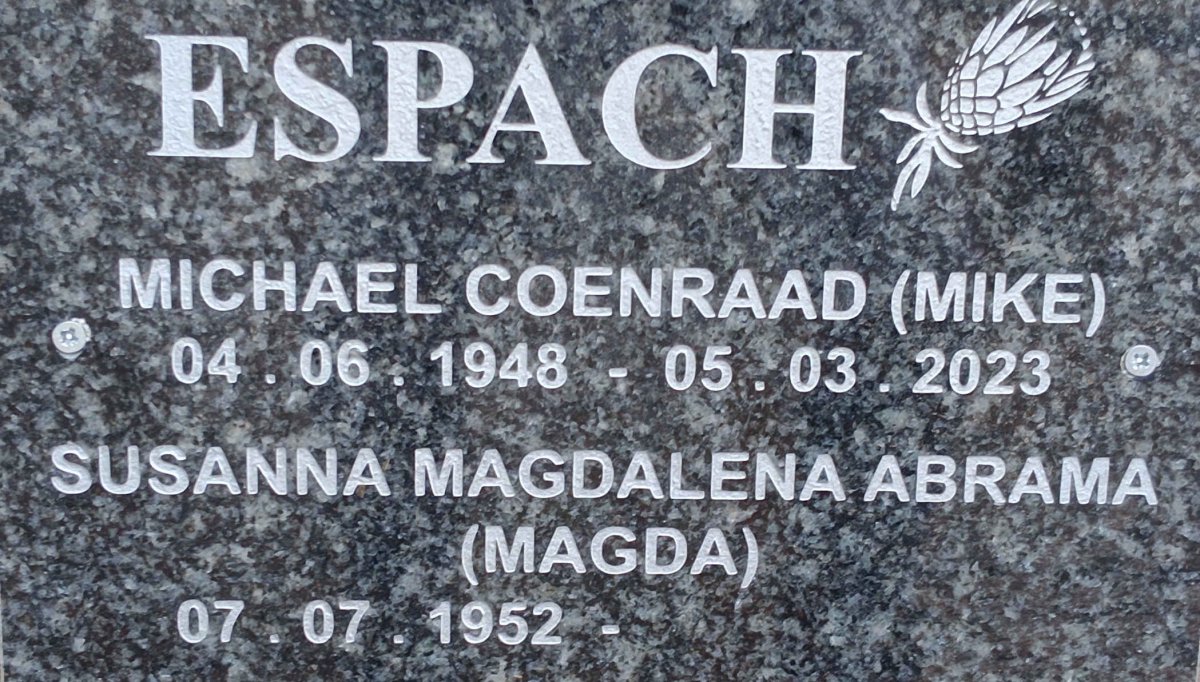 ESPACH
MICHAEL COENRAAD (MIKE)
04 . 06 . 1948 - 05 . 03 . 2023
SUSANNA MAGDALENA ABRAMA
(MAGDA)
07 . 07 . 1952 -